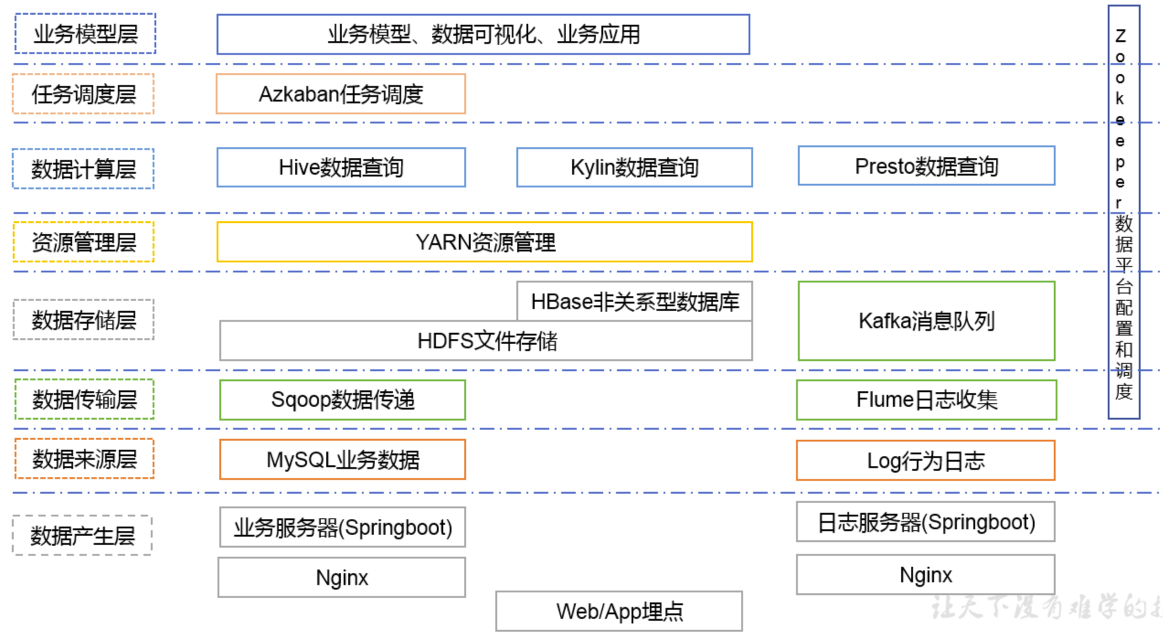 业务模型层
业务模型、数据可视化、业务应用
任务调度层
Azkaban任务调度
数据计算层
Hive数据查询
Kylin数据查询
Presto数据查询
资源管理层
YARN资源管理
数据存储层
HBase非关系型数据库
HDFS文件存储
Kafka消息队列
数据传输层
Sqoop数据传递
Flume日志收集
数据来源层
MySQL业务数据
Log行为日志
数据产生层
业务服务器(Springboot)
日志服务器(Springboot)
Nginx
Nginx
Web/App埋点
Zookeeper数据平台配置和调度
让天下没有难学的